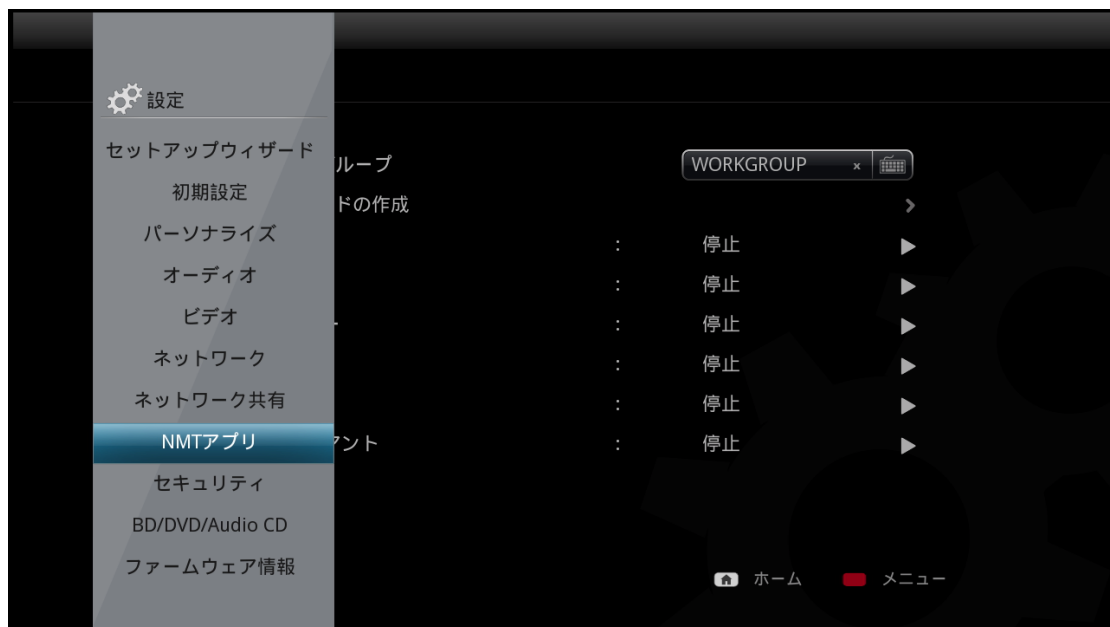 設定
セットアップウィザード
ループ
WORKGROUP ×
初期設定
ドの作成
パーソナライズ
: 停止
オーディオ
: 停止
ビデオ
: 停止
ネットワーク
: 停止
ネットワーク共有
: 停止
NMTアプリ
ント
: 停止
セキュリティ
BD/DVD/Audio CD
ファームウェア情報
ホーム
メニュー